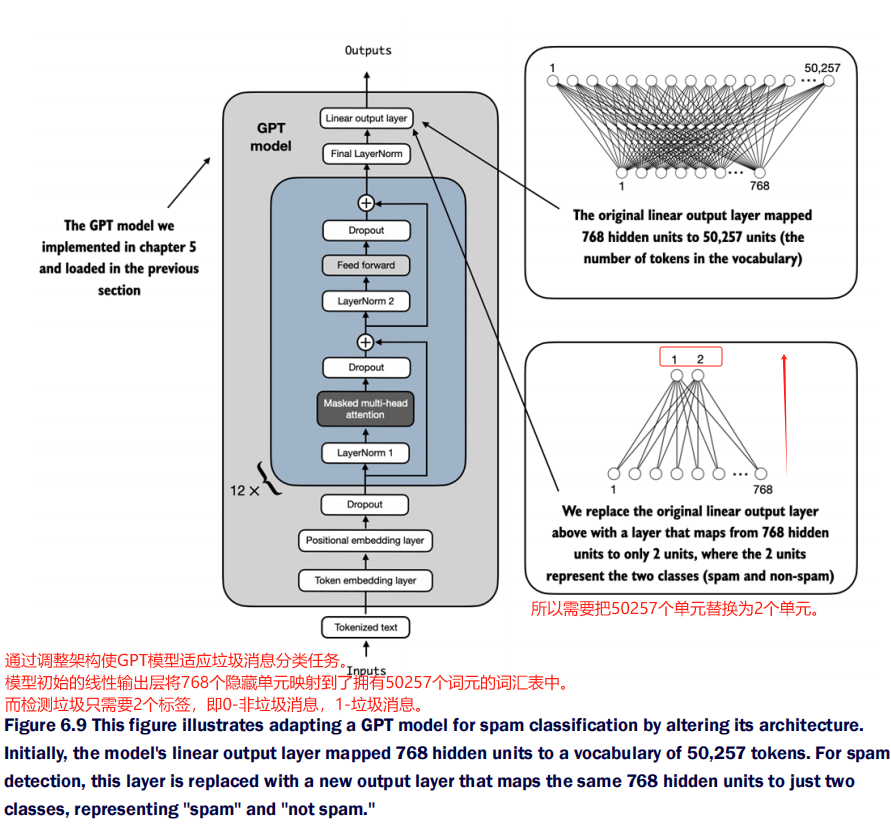 Outputs
Linear output layer
GPT
model
Final LayerNorm
Dropout
Feed forward
LayerNorm 2
Dropout
Masked multi-head
attention
LayerNorm 1
12 ×
Dropout
Positional embedding layer
Token embedding layer
Tokenized text
Inputs
The GPT model we
implemented in chapter 5
and loaded in the previous
section
1
50,257
1
768
The original linear output layer mapped
768 hidden units to 50,257 units (the
number of tokens in the vocabulary)
1 2
1
768
We replace the original linear output layer
above with a layer that maps from 768 hidden
units to only 2 units, where the 2 units
represent the two classes (spam and non-spam)
所以需要把50257个单元替换为2个单元。
通过调整架构使GPT模型适应垃圾消息分类任务。
模型初始的线性输出层将768个隐藏单元映射到了拥有50257个词元的词汇表中。
而检测垃圾只需要2个标签，即0-非垃圾消息，1-垃圾消息。
Figure 6.9 This figure illustrates adapting a GPT model for spam classification by altering its architecture.
Initially, the model's linear output layer mapped 768 hidden units to a vocabulary of 50,257 tokens. For spam
detection, this layer is replaced with a new output layer that maps the same 768 hidden units to just two
classes, representing "spam" and "not spam."